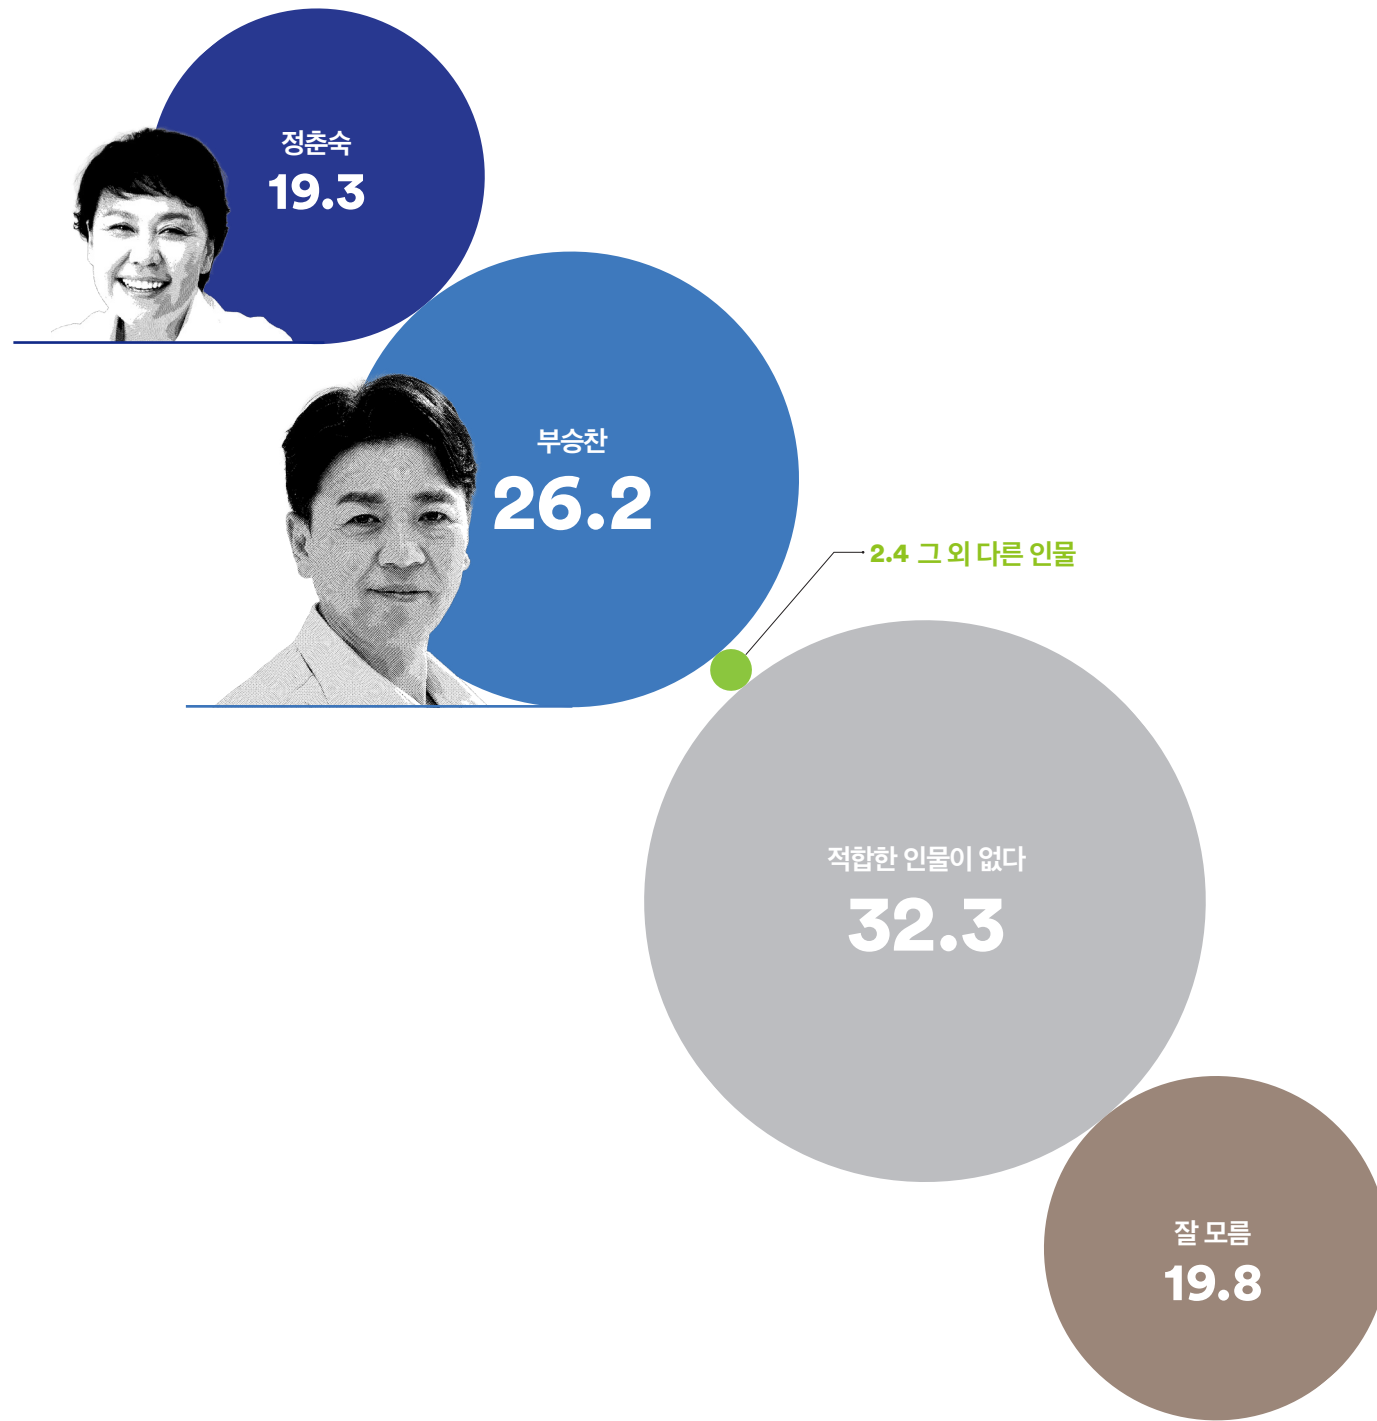 정춘숙
19.3
부승찬
26.2
2.4 그 외 다른 인물
적합한 인물이 없다
32.3
잘 모름
19.8